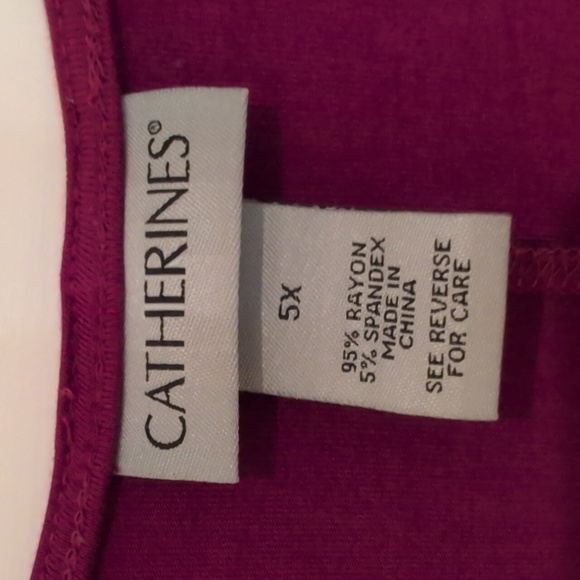 CATHERINES®
5X
95% RAYON
5% SPANDEX
MADE IN
CHINA
SEE REVERSE
FOR CARE